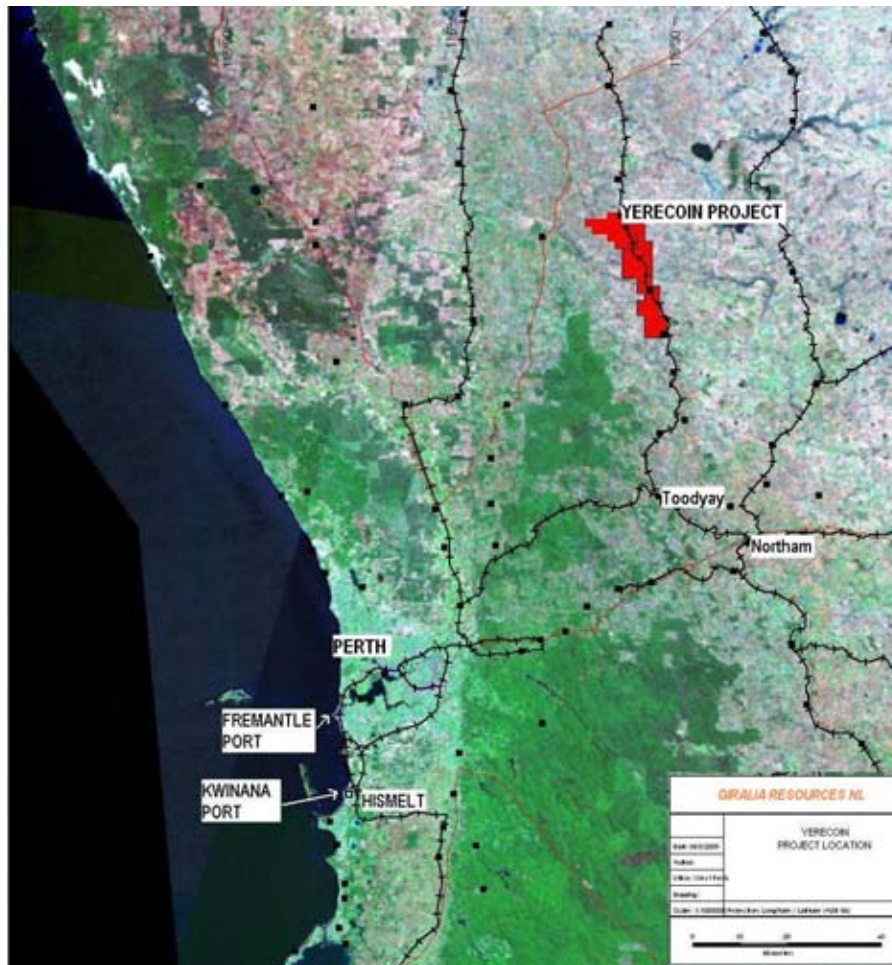 YERECOIN PROJECT
Toodyay
Northam
PERTH
FREMANTLE
PORT
KWINANA
PORT
HISMELT
GIRALIA RESOURCES NL
YERECOIN
PROJECT LOCATION